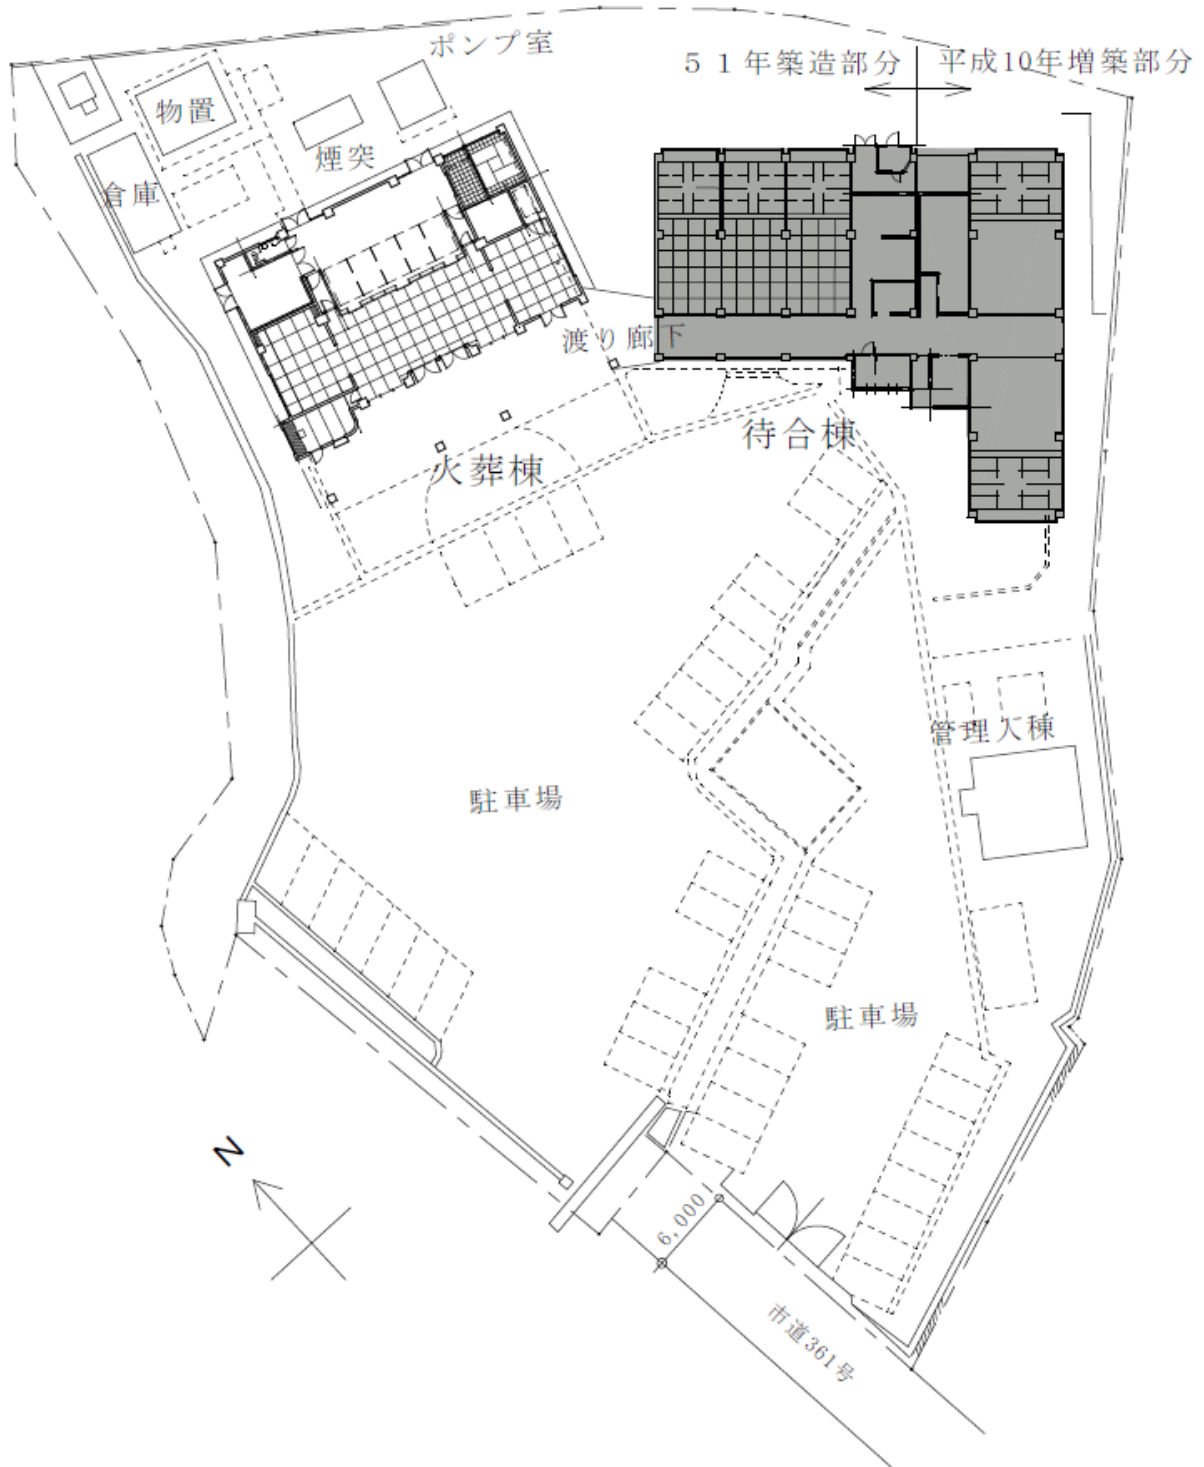 ポンプ室
５１年築造部分
平成10年増築部分
物置
煙突
倉庫
渡り廊下
待合棟
火葬棟
管理人棟
駐車場
駐車場
N
6,000
市道361号